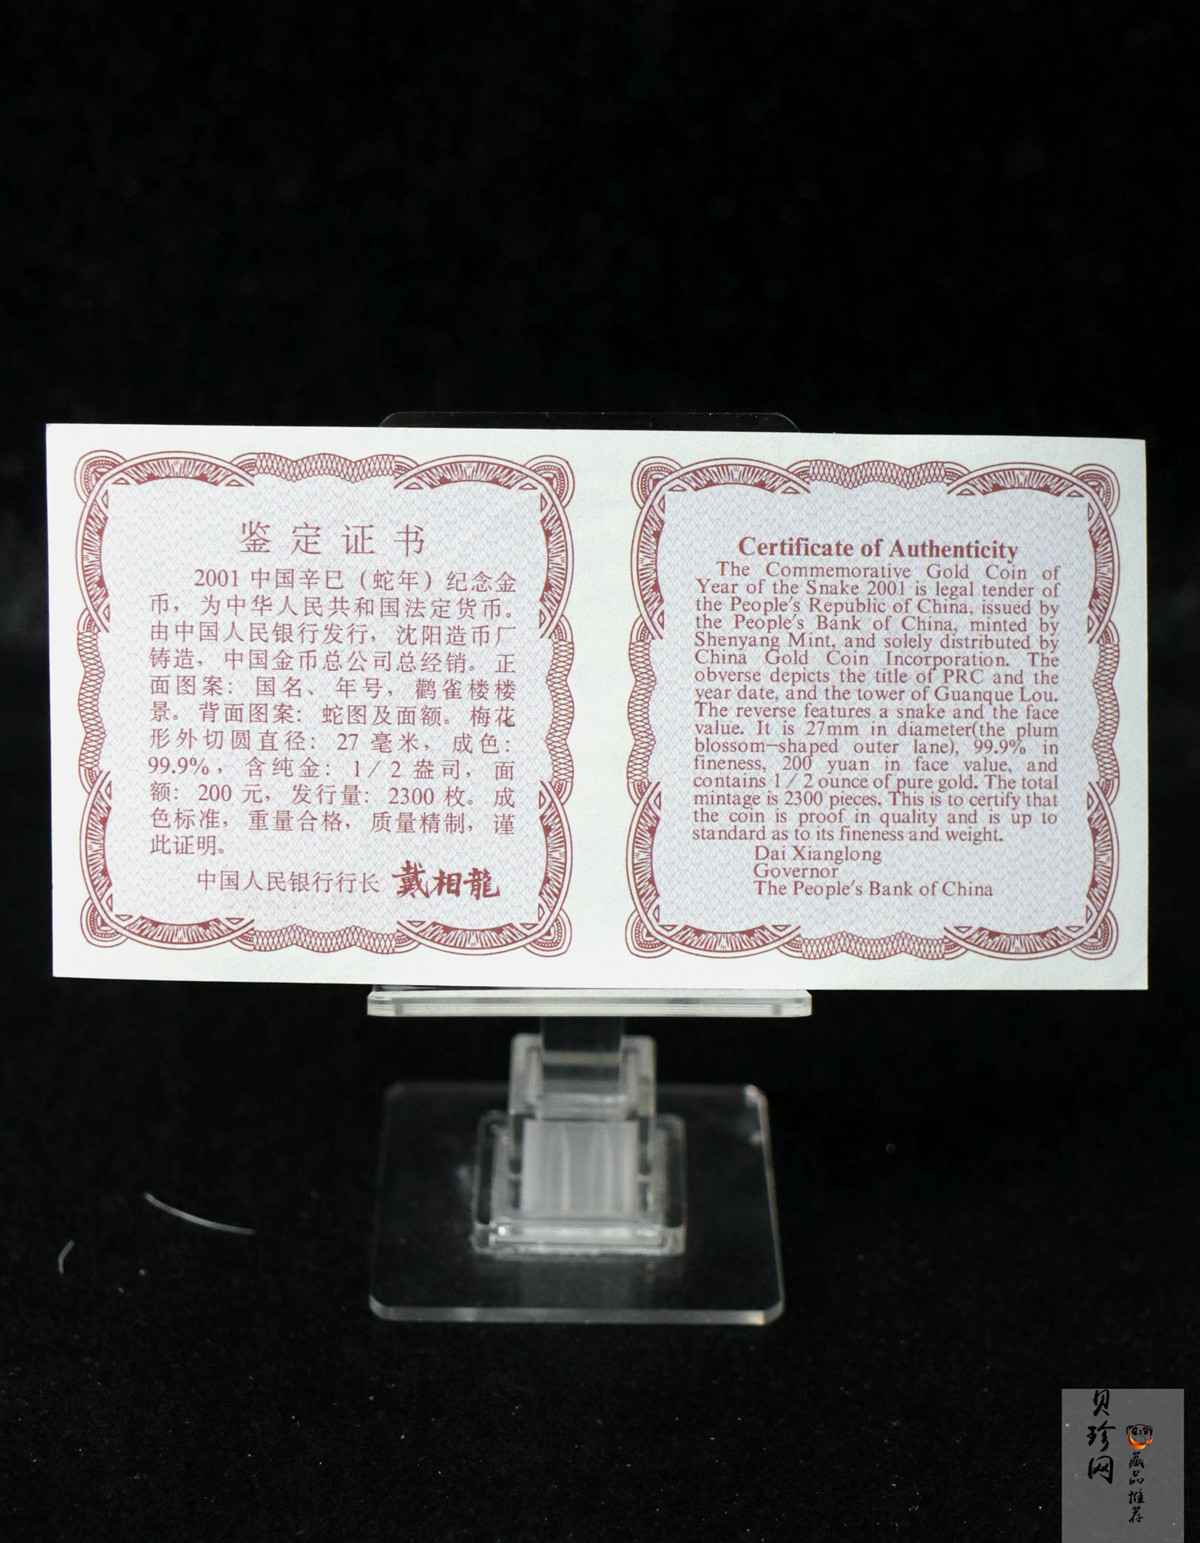 鉴定证书
2001 中国辛巳（蛇年）纪念金
币，为中华人民共和国法定货币。
由中国人民银行发行，沈阳造币厂
铸造，中国金币总公司总经销。正
面图案：国名、年号，鹳雀楼楼
景。背面图案：蛇图及面额。梅花
形外切圆直径：27 毫米，成色：
99.9%，含纯金：1／2 盎司，面
额：200 元，发行量：2300 枚。成
色标准，重量合格，质量精制，谨
此证明。
中国人民银行行长 戴相龍
Certificate of Authenticity
The Commemorative Gold Coin of
Year of the Snake 2001 is legal tender of
the People's Republic of China, issued by
the People's Bank of China, minted by
Shenyang Mint, and solely distributed by
China Gold Coin Incorporation. The
obverse depicts the title of PRC and the
year date, and the tower of Guanque Lou.
The reverse features a snake and the face
value. It is 27mm in diameter(the plum
blossom—shaped outer lane), 99.9% in
fineness, 200 yuan in face value, and
contains 1／2 ounce of pure gold. The total
mintage is 2300 pieces. This is to certify that
the coin is proof in quality and is up to
standard as to its fineness and weight.
Dai Xianglong
Governor
The People's Bank of China
贝珍网
藏品推荐